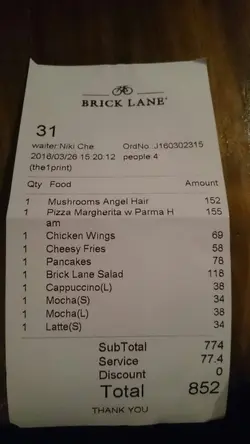 BRICK LANE
31
waiter:Niki Che OrdNo.:J160302315
2016/03/26 15:20:12 people:4
(the1print)
Qty Food Amount
1 Mushrooms Angel Hair 152
1 Pizza Margherita w Parma H 155
am
1 Chicken Wings 69
1 Cheesy Fries 58
1 Pancakes 78
1 Brick Lane Salad 118
1 Cappuccino(L) 38
1 Mocha(S) 34
1 Mocha(L) 38
1 Latte(S) 34
SubTotal 774
Service 77.4
Discount 0
Total 852
THANK YOU